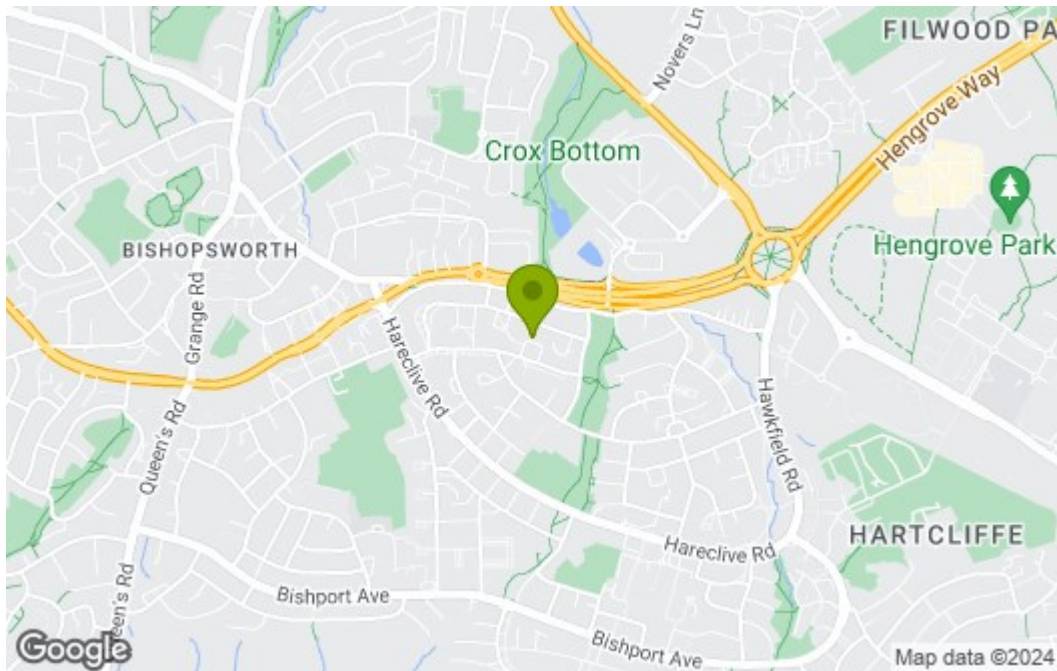 FILWOOD PA
Novers Ln
Hengrove Way
Crox Bottom
Hengrove Park
BISHOPSWORTH
Grange Rd
Hareclive Rd
Queen's Rd
Hawkfield Rd
HARTCLIFFE
Hareclive Rd
Bishport Ave
ueen's Rd
Bishport Ave
Google
Map data ©2024